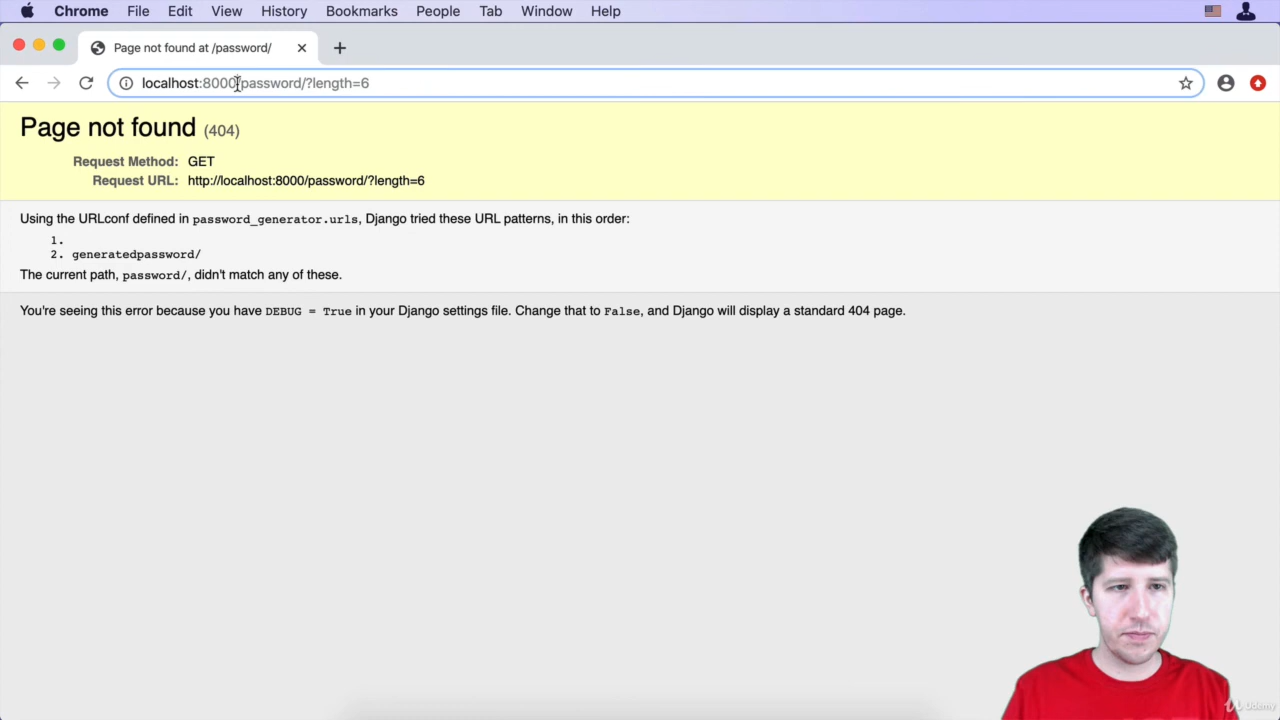 Chrome File Edit View History Bookmarks People Tab Window Help
Page not found at /password/
localhost:8000/password/?length=6
Page not found (404)
Request Method: GET
Request URL: http://localhost:8000/password/?length=6
Using the URLconf defined in password_generator.urls, Django tried these URL patterns, in this order:
1.
2. generatedpassword/
The current path, password/, didn't match any of these.
You're seeing this error because you have DEBUG = True in your Django settings file. Change that to False, and Django will display a standard 404 page.
Udemy